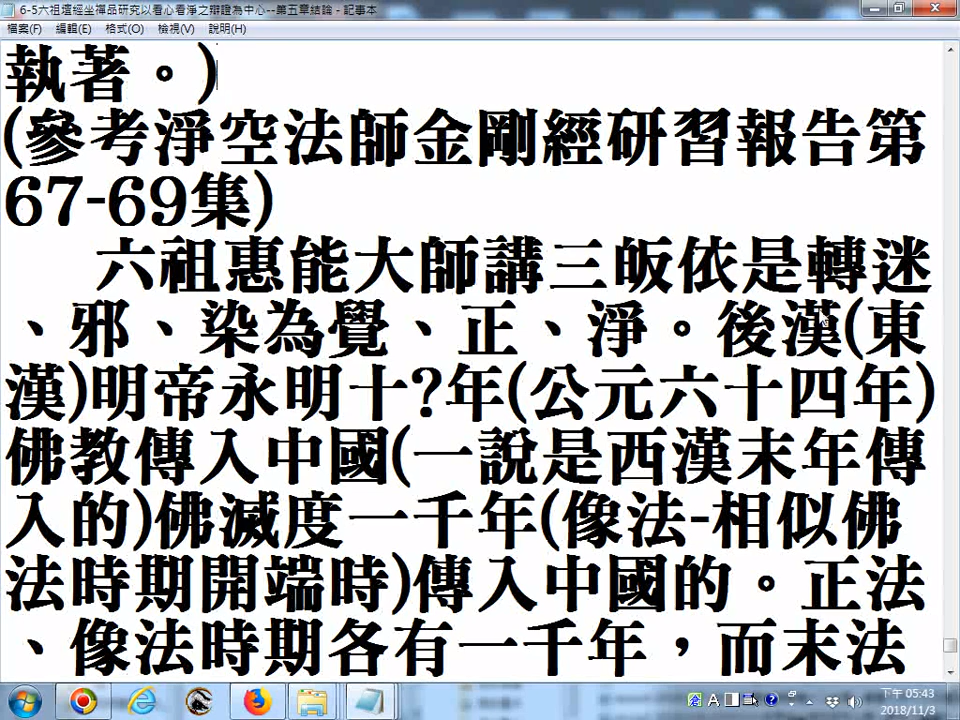 6-5六祖壇經坐禪品研究以看心看淨之辯證為中心--第五章結論 - 記事本
檔案(F) 編輯(E) 格式(O) 檢視(V) 說明(H)
執著。)
(參考淨空法師金剛經研習報告第
67-69集)
六祖惠能大師講三皈依是轉迷
、邪、染為覺、正、淨。後漢(東
漢)明帝永明十?年(公元六十四年)
佛教傳入中國(一說是西漢末年傳
入的)佛滅度一千年(像法-相似佛
法時期開端時)傳入中國的。正法
、像法時期各有一千年，而末法
A
下午 05:43
2018/11/3